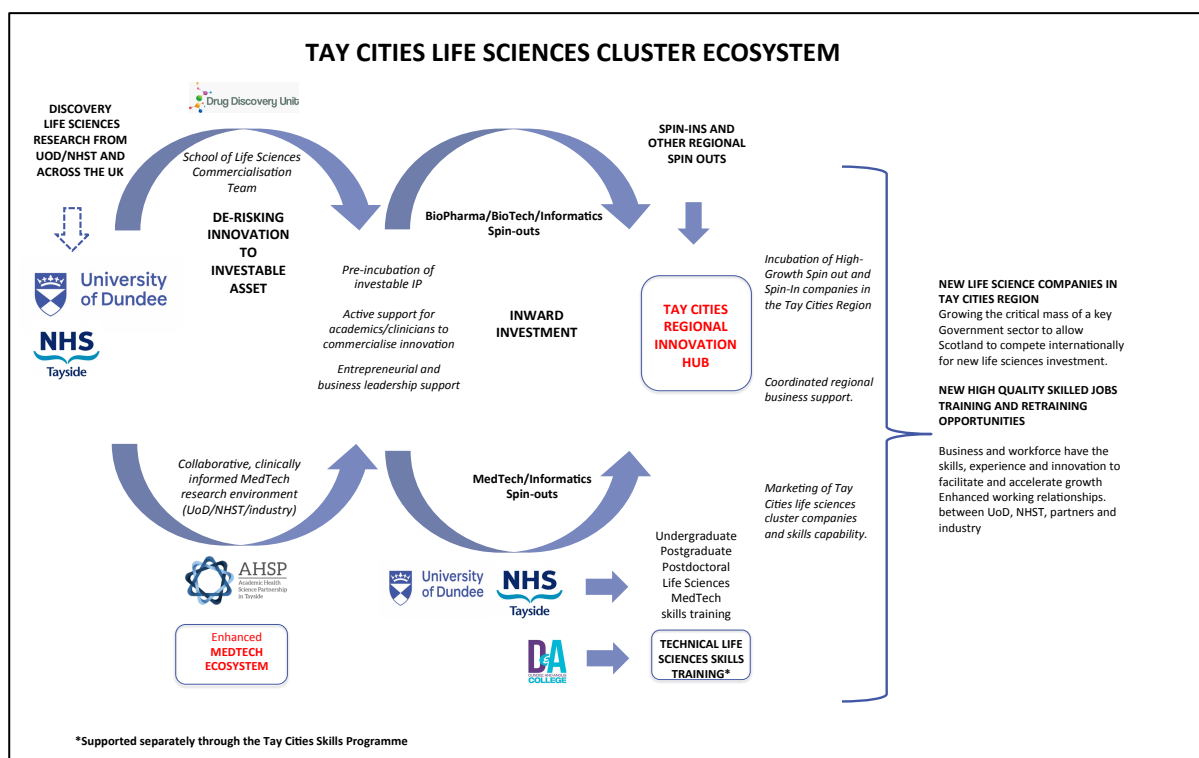 TAY CITIES LIFE SCIENCES CLUSTER ECOSYSTEM
DISCOVERY
LIFE SCIENCES
RESEARCH FROM
UOD/NHST AND
ACROSS THE UK
University
of Dundee
NHS
Tayside
Drug Discovery Unit
School of Life Sciences
Commercialisation
Team
DE-RISKING
INNOVATION
TO
INVESTABLE
ASSET
Pre-incubation of
investable IP
Active support for
academics/clinicians to
commercialise innovation
Entrepreneurial and
business leadership support
Collaborative, clinically
informed MedTech
research environment
(UoD/NHST/industry)
AHSP
Academic Health
Science Partnership
in Tayside
Enhanced
MEDTECH
ECOSYSTEM
BioPharma/BioTech/Informatics
Spin-outs
INWARD
INVESTMENT
MedTech/Informatics
Spin-outs
University
of Dundee
NHS
Tayside
D&A
DUNDEE AND ANGUS
COLLEGE
SPIN-INS AND
OTHER REGIONAL
SPIN OUTS
TAY CITIES
REGIONAL
INNOVATION
HUB
Undergraduate
Postgraduate
Postdoctoral
Life Sciences
MedTech
skills training
TECHNICAL LIFE
SCIENCES SKILLS
TRAINING*
Incubation of High-
Growth Spin out and
Spin-In companies in
the Tay Cities Region
Coordinated regional
business support.
Marketing of Tay
Cities life sciences
cluster companies
and skills capability.
NEW LIFE SCIENCE COMPANIES IN
TAY CITIES REGION
Growing the critical mass of a key
Government sector to allow
Scotland to compete internationally
for new life sciences investment.
NEW HIGH QUALITY SKILLED JOBS
TRAINING AND RETRAINING
OPPORTUNITIES
Business and workforce have the
skills, experience and innovation to
facilitate and accelerate growth
Enhanced working relationships.
between UoD, NHST, partners and
industry
*Supported separately through the Tay Cities Skills Programme